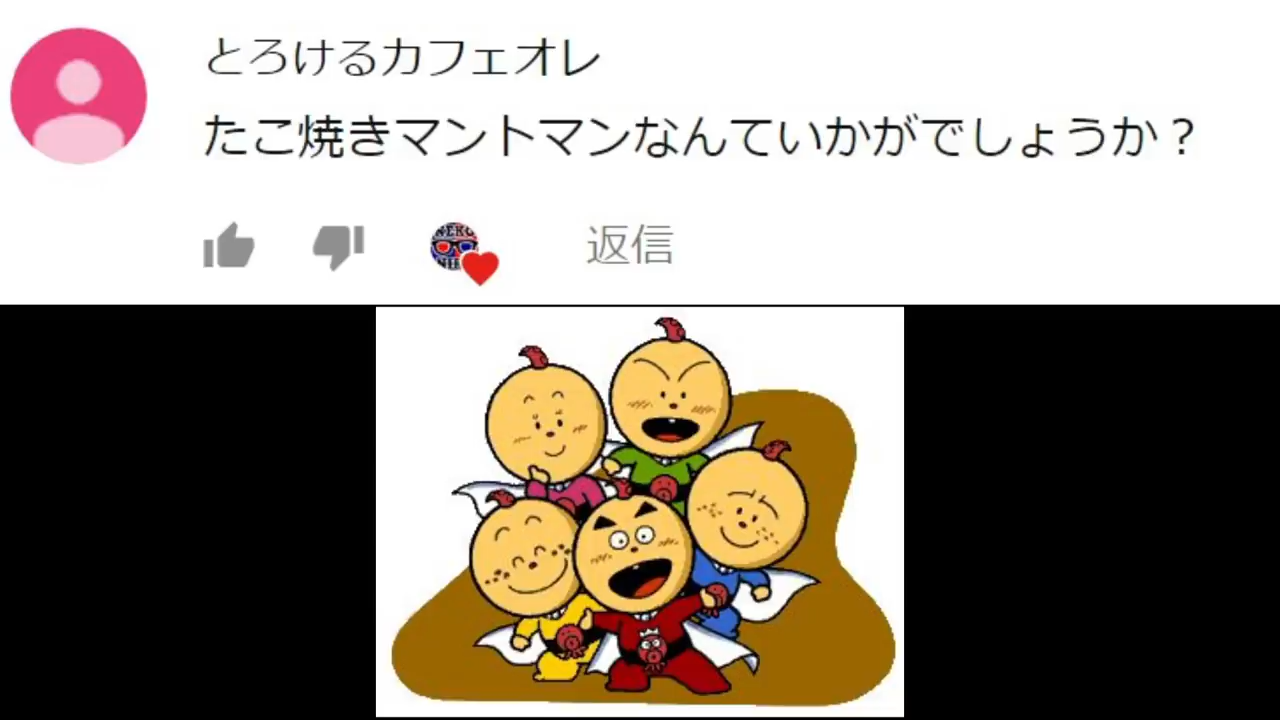 とろけるカフェオレ
たこ焼きマントマンなんていかがでしょうか？
返信